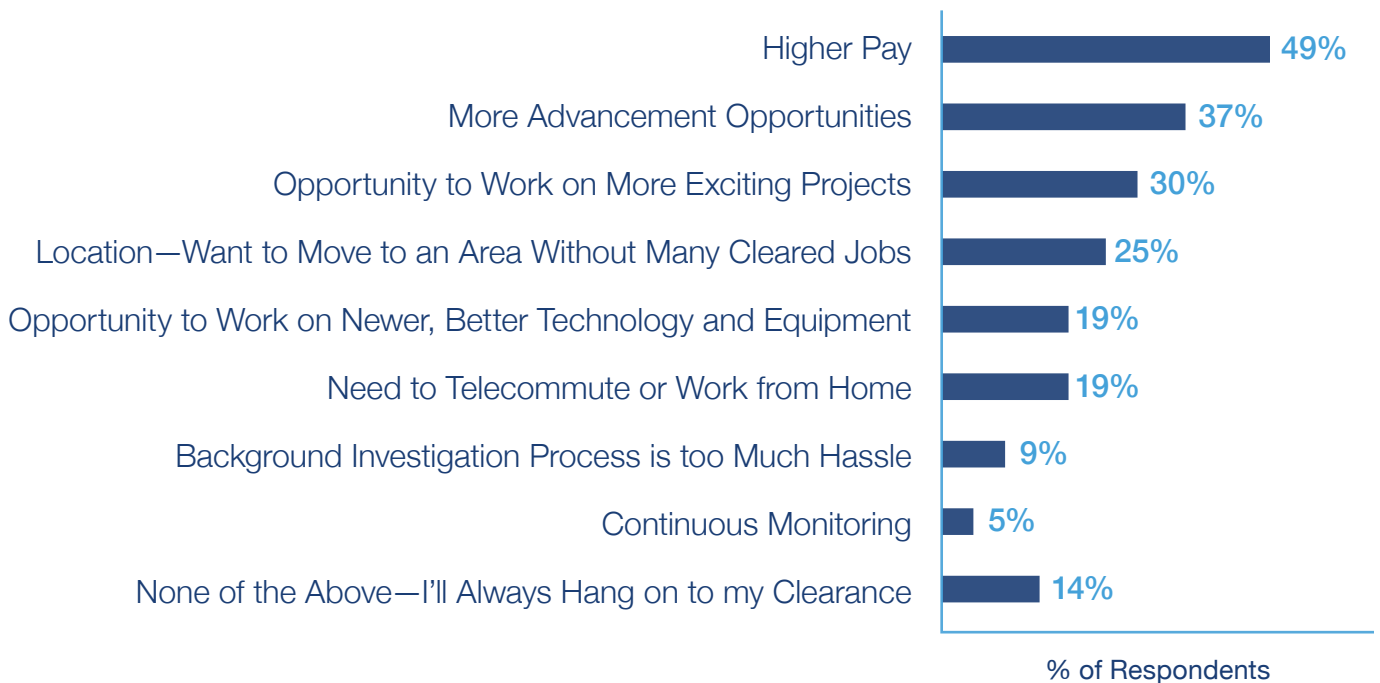 Higher Pay 49%
More Advancement Opportunities 37%
Opportunity to Work on More Exciting Projects 30%
Location—Want to Move to an Area Without Many Cleared Jobs 25%
Opportunity to Work on Newer, Better Technology and Equipment 19%
Need to Telecommute or Work from Home 19%
Background Investigation Process is too Much Hassle 9%
Continuous Monitoring 5%
None of the Above—I’ll Always Hang on to my Clearance 14%
% of Respondents